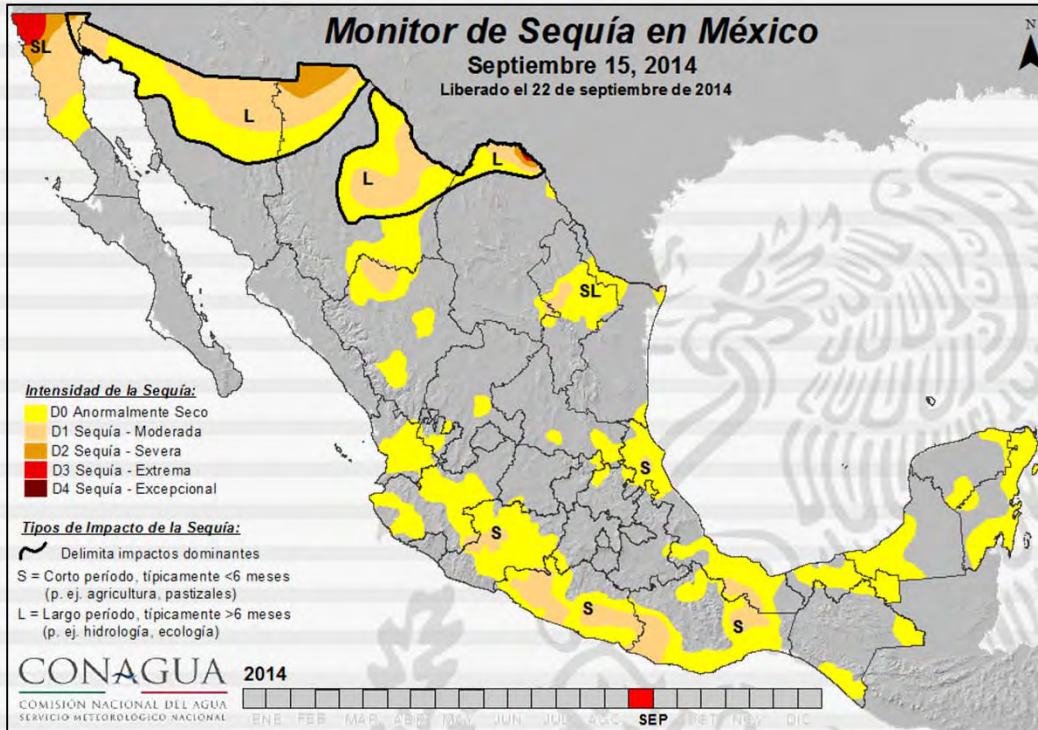 Monitor de Sequía en México
Septiembre 15, 2014
Liberado el 22 de septiembre de 2014
N
SL
L
L
L
SL
S
S
S
S
Intensidad de la Sequía:
D0 Anormalmente Seco
D1 Sequía - Moderada
D2 Sequía - Severa
D3 Sequía - Extrema
D4 Sequía - Excepcional
Tipos de Impacto de la Sequía:
Delimita impactos dominantes
S = Corto período, típicamente <6 meses
(p. ej. agricultura, pastizales)
L = Largo período, típicamente >6 meses
(p. ej. hidrología, ecología)
CONAGUA
COMISIÓN NACIONAL DEL AGUA
SERVICIO METEOROLÓGICO NACIONAL
2014
ENE FEB MAR ABR MAY JUN JUL AGO SEP OCT NOV DIC